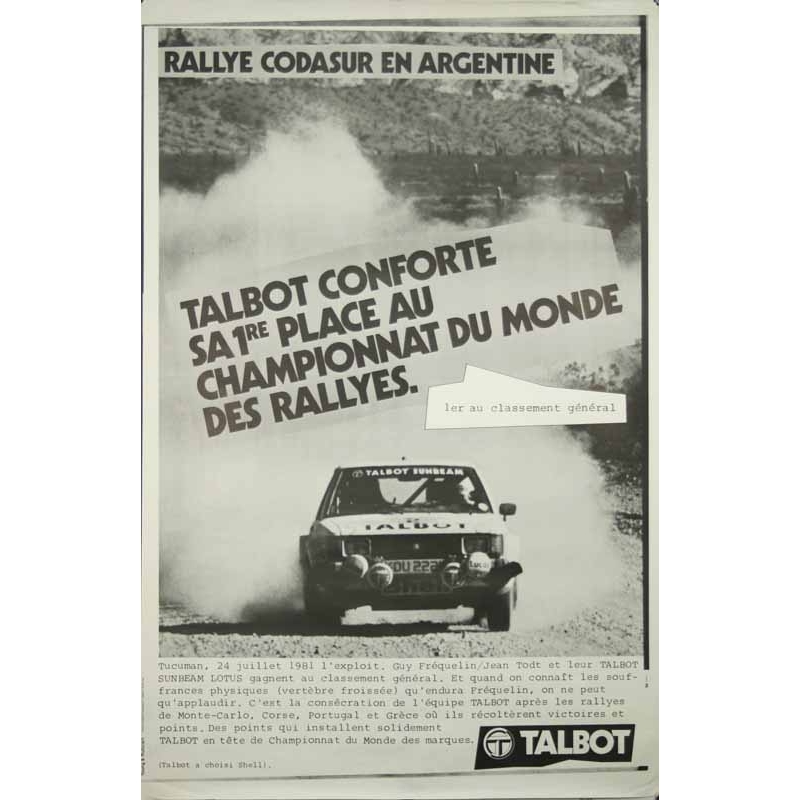 RALLYE CODASUR EN ARGENTINE
TALBOT CONFORTE
SA 1RE PLACE AU
CHAMPIONNAT DU MONDE
DES RALLYES.
1er au classement général
TALBOT SUNBEAM
TALBOT
Shell
Tucuman, 24 juillet 1981 l'exploit. Guy Fréquelin/Jean Todt et leur TALBOT
SUNBEAM LOTUS gagnent au classement général. Et quand on connaît les souf-
frances physiques (vertèbre froissée) qu'endura Fréquelin, on ne peut
qu'applaudir. C'est la consécration de l'équipe TALBOT après les rallyes
de Monte-Carlo, Corse, Portugal et Grèce où ils récoltèrent victoires et
points. Des points qui installent solidement
TALBOT en tête de Championnat du Monde des marques.
TALBOT
(Talbot a choisi Shell).